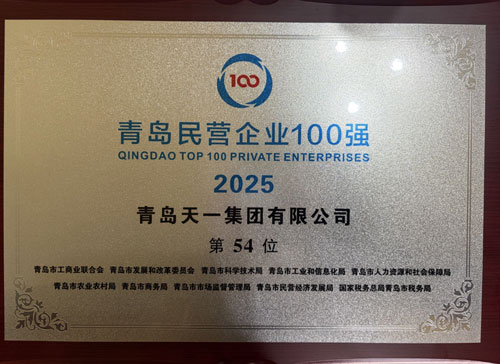 100
青岛民营企业100强
QINGDAO TOP 100 PRIVATE ENTERPRISES
2025
青岛天一集团有限公司
第 54 位
青岛市工商业联合会 青岛市发展和改革委员会 青岛市科学技术局 青岛市工业和信息化局 青岛市人力资源和社会保障局
青岛市农业农村局 青岛市商务局 青岛市市场监督管理局 青岛市民营经济发展局 国家税务总局青岛市税务局